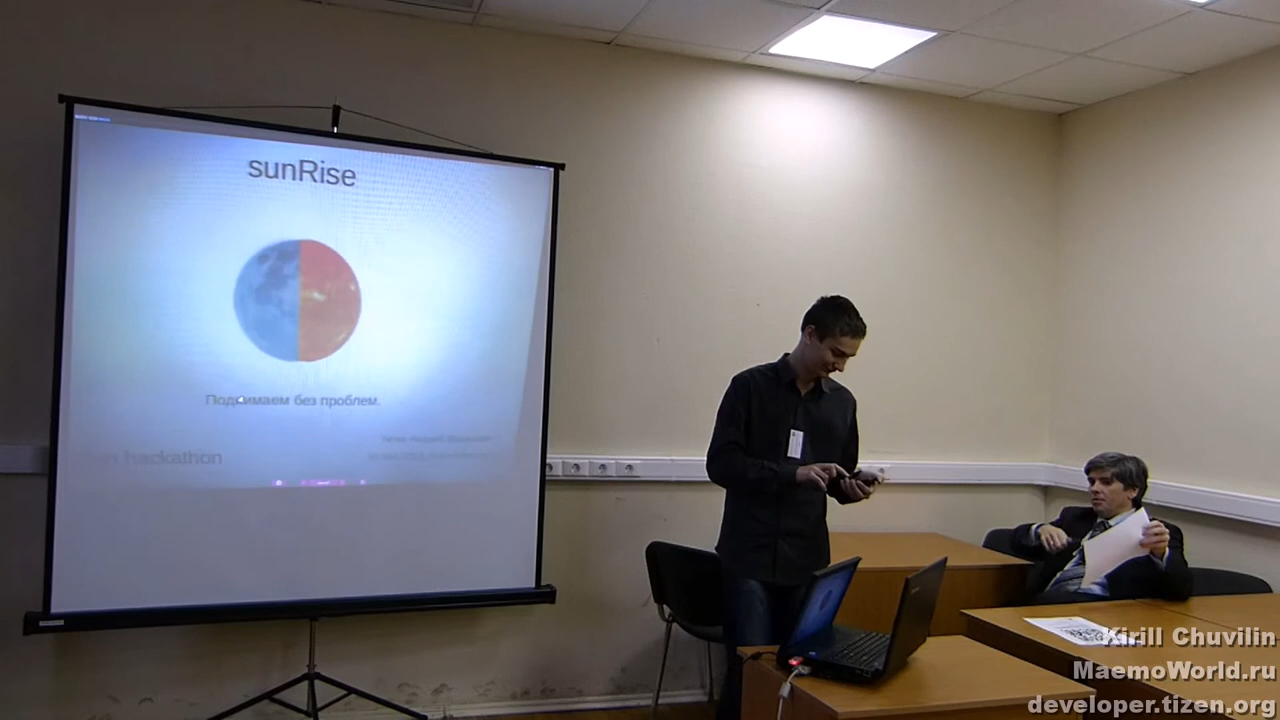 sunRise
Поднимаем без проблем.
hackathon
Kirill Chuvilin
MaemoWorld.ru
developer.tizen.org